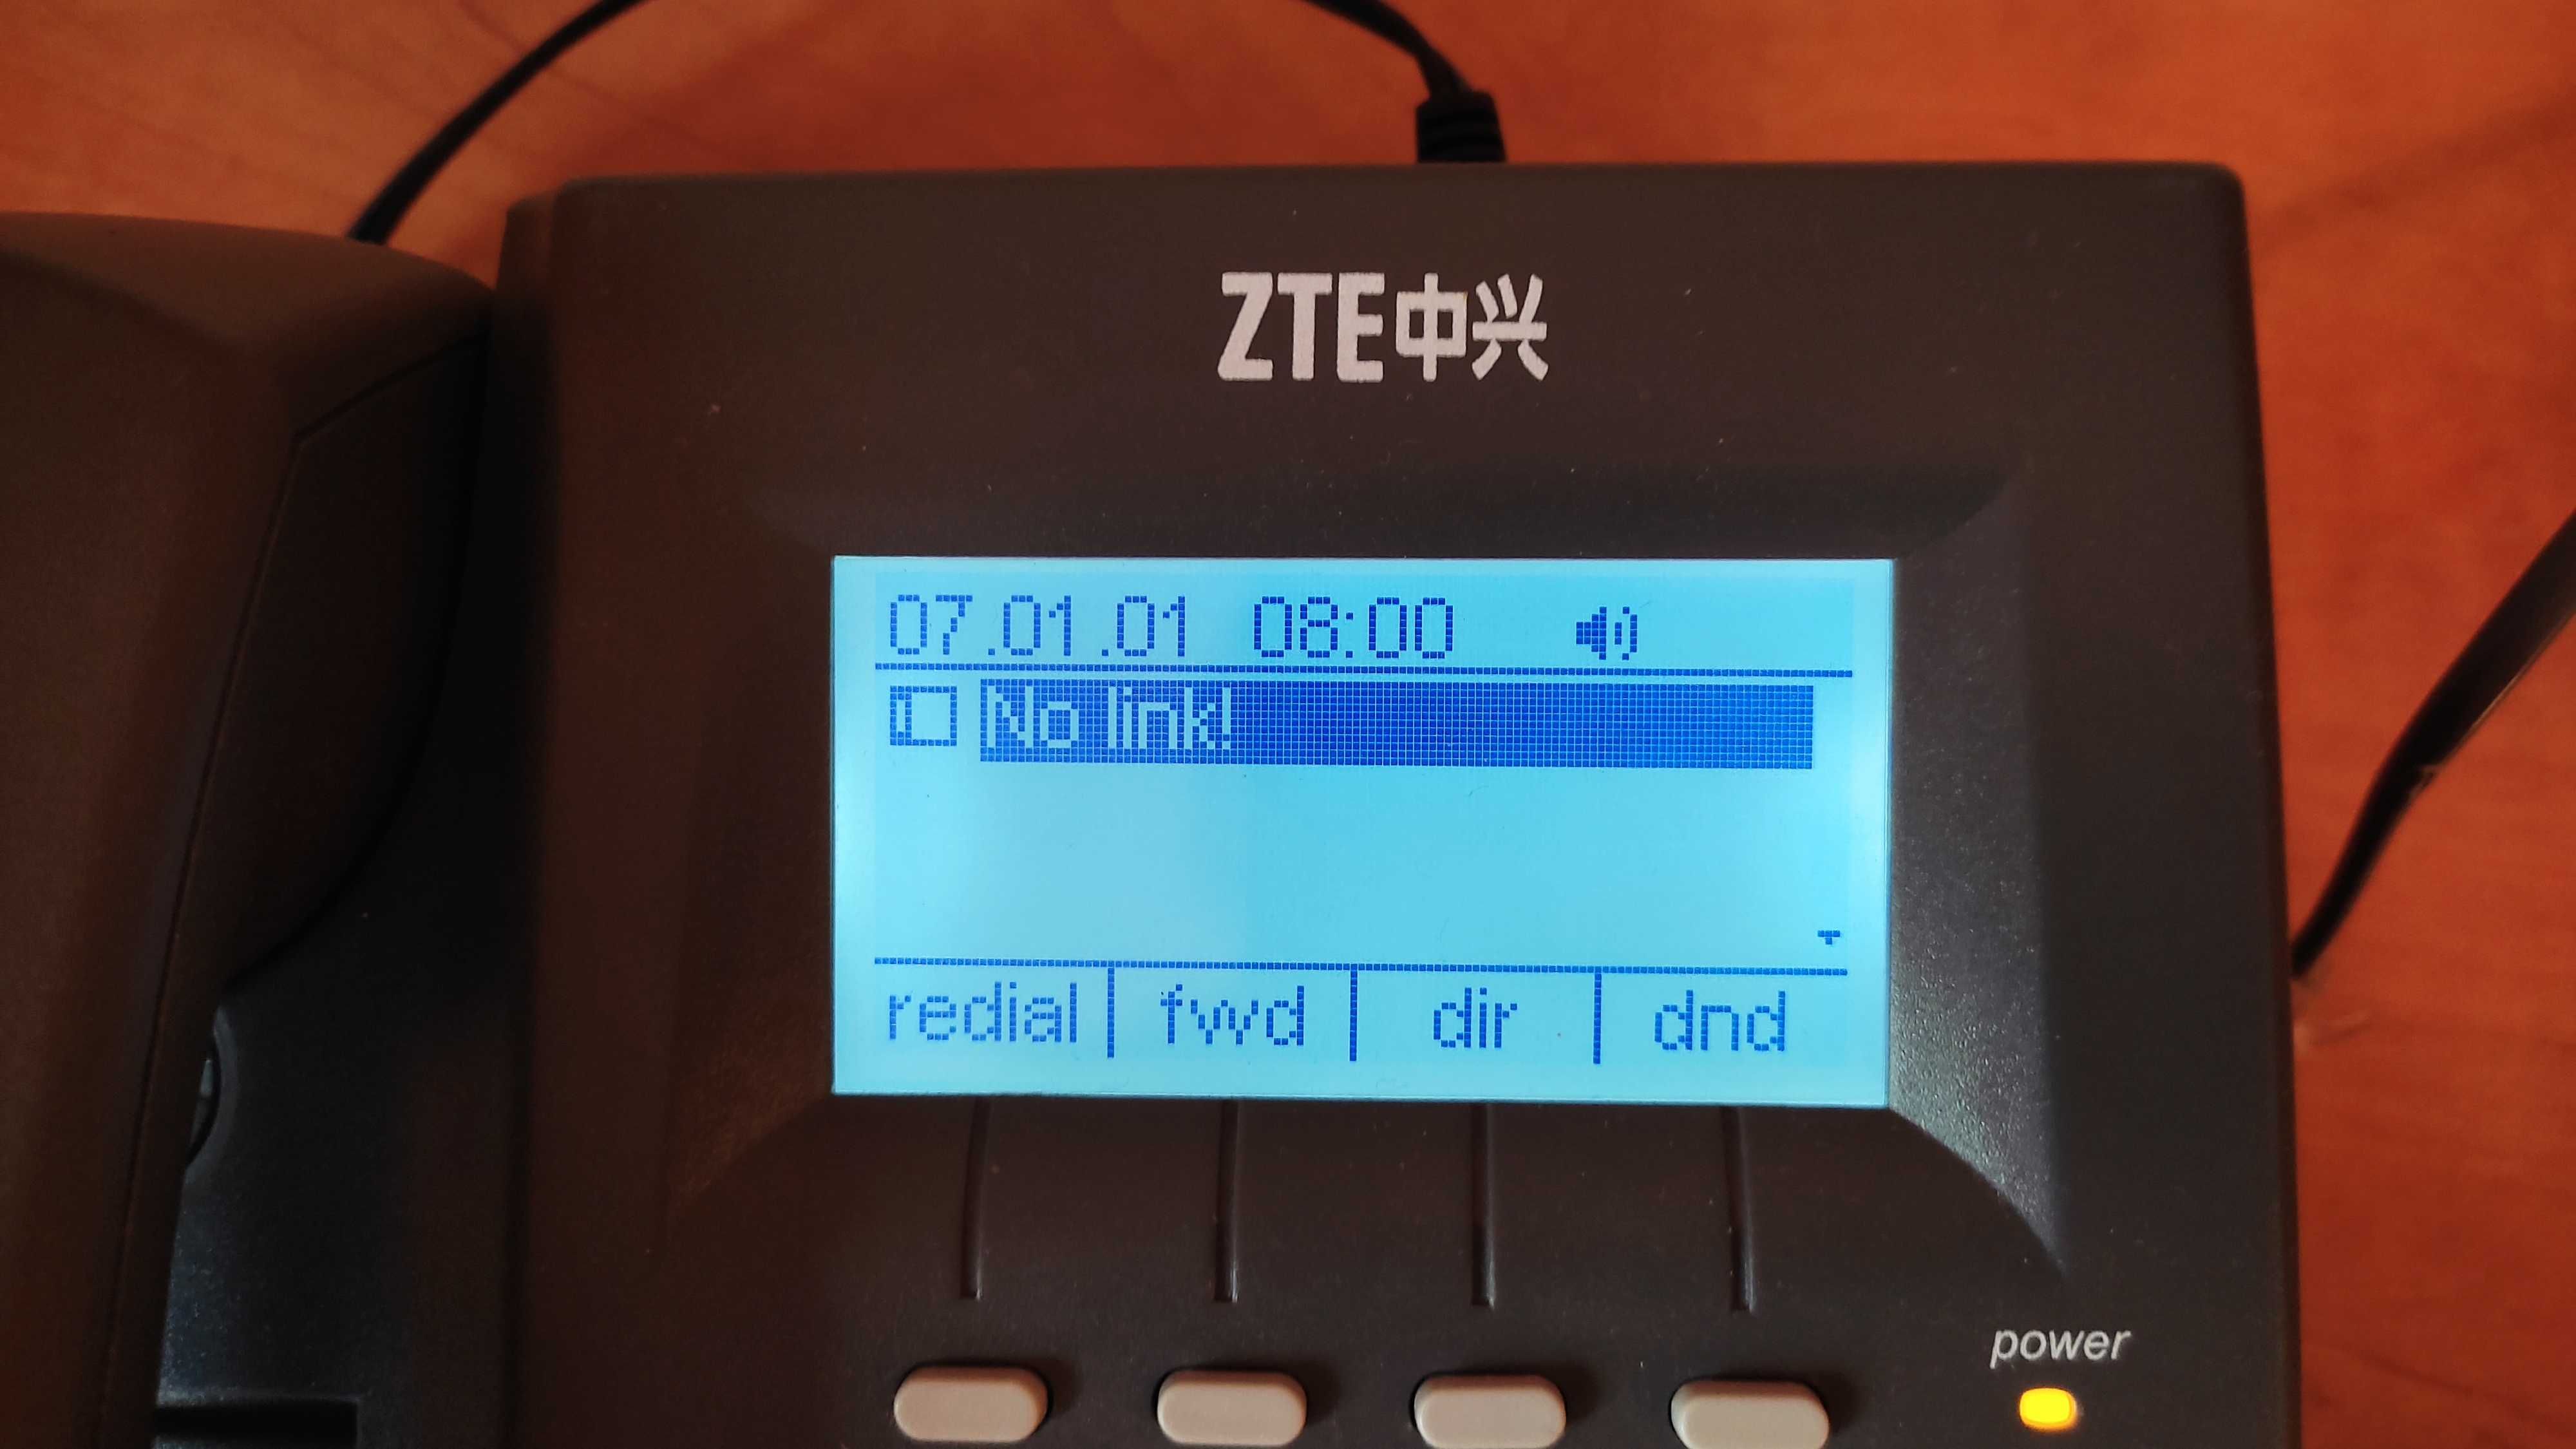 ZTE中兴
07.01.01 08:00
No link!
redial fwd dir dnd
power